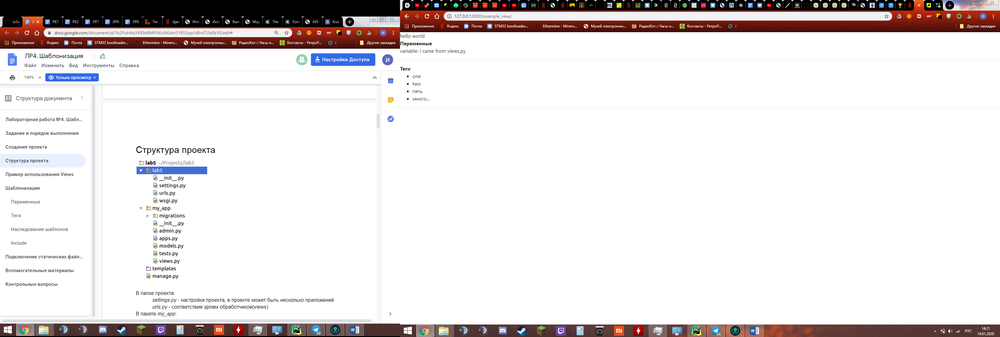 iu5w
Л
РК1
РК2
ЛР7.
ЛР8.
ЛР6.
Тег
djan
Инт
Исп
Вып
Мод
The
Form
API
Кно
docs.google.com/document/d/1b2PuHdqYK89d0MPAEcAl6dmSYB55jepJxBrd7Ub0kY8/edit#
Приложения Яндекс Почта STM32 bootloader... Ethermine - Miners... Музей электронны... РадиоКот :: Часы н... Контакты - РетроР... i Другие закладки
ЛР4. Шаблонизация
Файл Изменить Вид Инструменты Справка
Настройки Доступа
И
100% Только просмотр
Структура документа
Лабораторная работа №4. Шабл...
Задание и порядок выполнения
Создание проекта
Структура проекта
Пример использования Views
Шаблонизация
Переменные
Теги
Наследование шаблонов
Include
Подключение статических файл...
Вспомогательные материалы
Контрольные вопросы
31
Структура проекта
lab5 ~/Projects/lab5
lab5
__init__.py
settings.py
urls.py
wsgi.py
my_app
migrations
__init__.py
admin.py
apps.py
models.py
tests.py
views.py
templates
manage.py
В папке проекта:
settings.py - настройки проекта, в проекте может быть несколько приложений
urls.py - соответствие урлам обработчиков(views).
В пакете my_app:
127.0.0.1:8000/example_view/
Приложения Яндекс Почта STM32 bootloader... Ethermine - Miners... Музей электронны... РадиоКот :: Часы н... Контакты - РетроР... i Другие закладки
hello world
Переменные
variable: i came from views.py
Теги
one
two
пять
много...
РУС
14:21
14.01.2020